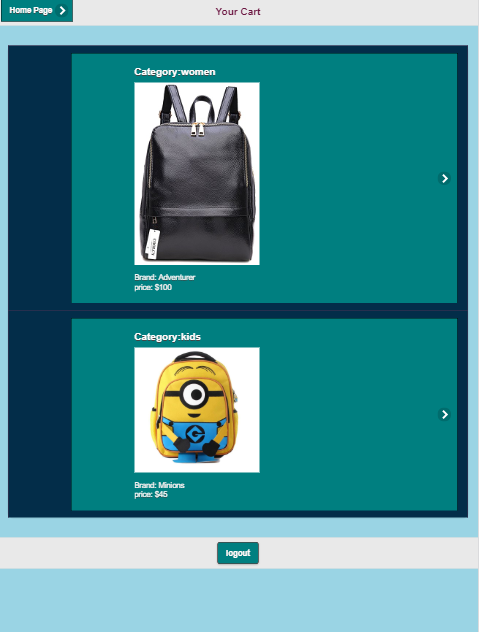 Home Page
Your Cart
Category:women
Brand: Adventurer
price: $100
Category:kids
Brand: Minions
price: $45
logout